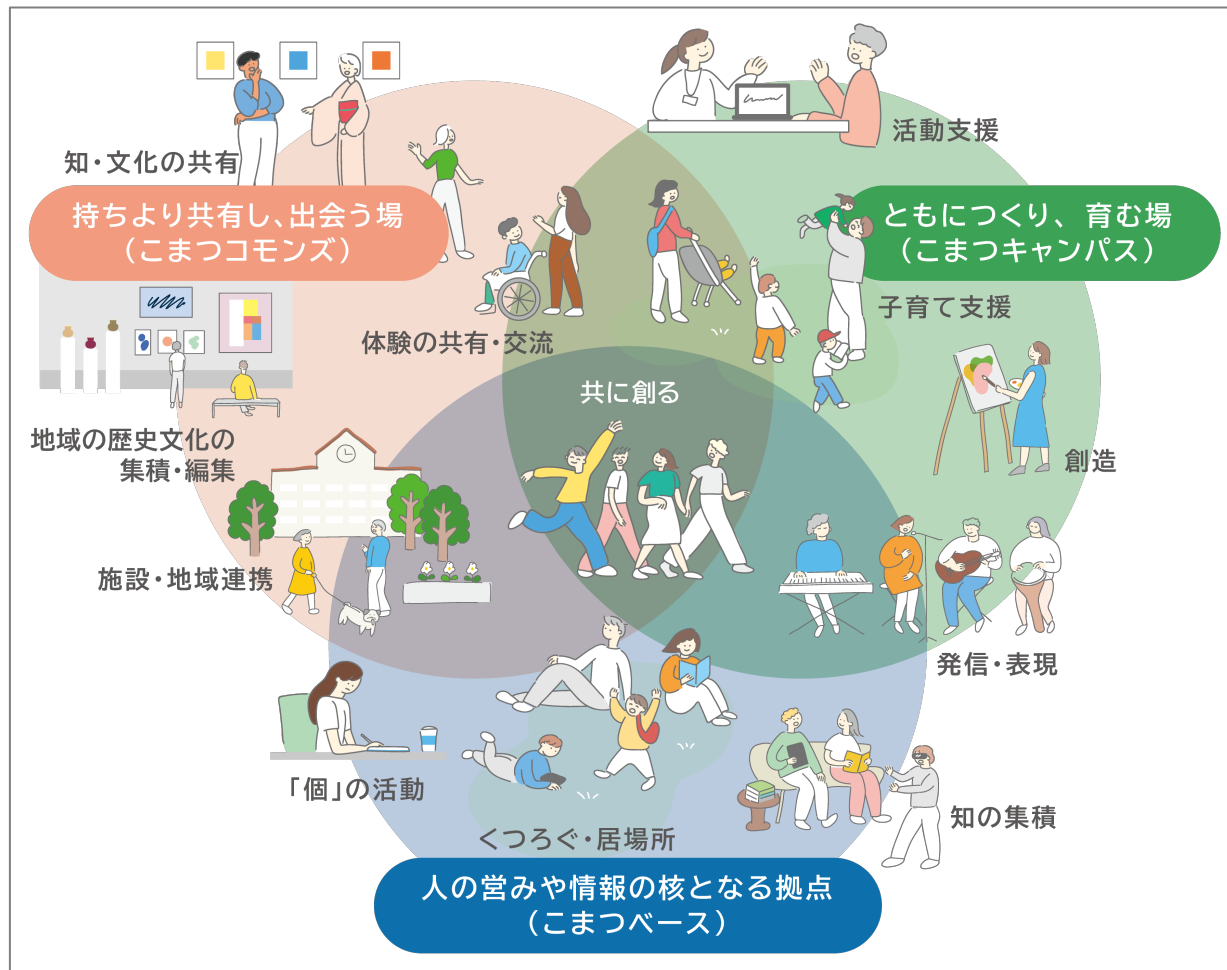 知・文化の共有
持ちより共有し、出会う場
（こまつコモンズ）
活動支援
ともにつくり、育む場
（こまつキャンパス）
子育て支援
体験の共有・交流
共に創る
地域の歴史文化の
集積・編集
創造
施設・地域連携
発信・表現
「個」の活動
くつろぐ・居場所
知の集積
人の営みや情報の核となる拠点
（こまつベース）